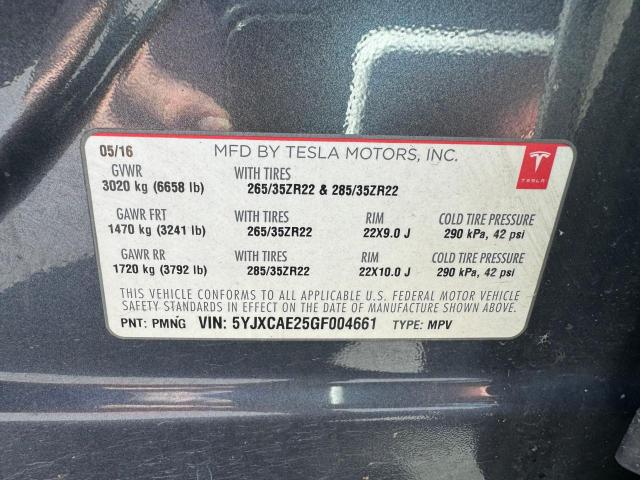 05/16 MFD BY TESLA MOTORS, INC.
GVWR WITH TIRES
3020 kg (6658 lb) 265/35ZR22 & 285/35ZR22
TESLA
GAWR FRT WITH TIRES RIM COLD TIRE PRESSURE
1470 kg (3241 lb) 265/35ZR22 22X9.0 J 290 kPa, 42 psi
GAWR RR WITH TIRES RIM COLD TIRE PRESSURE
1720 kg (3792 lb) 285/35ZR22 22X10.0 J 290 kPa, 42 psi
THIS VEHICLE CONFORMS TO ALL APPLICABLE U.S. FEDERAL MOTOR VEHICLE
SAFETY STANDARDS IN EFFECT ON THE DATE OF MANUFACTURE SHOWN ABOVE.
PNT: PMNG VIN: 5YJXCAE25GF004661 TYPE: MPV